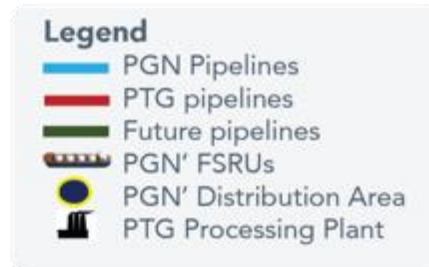 Legend
PGN Pipelines
PTG pipelines
Future pipelines
PGN' FSRUs
PGN' Distribution Area
PTG Processing Plant